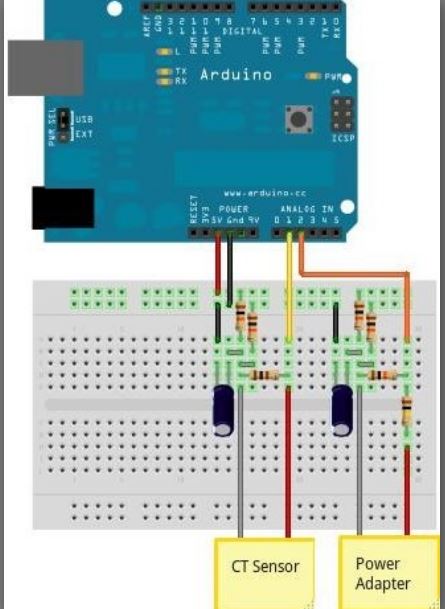 AREF
GND
13
12
11
10
9
8
7
6
5
4
3
2
1
0
PWM
PWM
PWM
PWM
PWM
PWM
TX
RX
DIGITAL
L
TX
RX
Arduino
PWR
PWR SEL
USB
EXT
ICSP
www.arduino.cc
POWER
ANALOG IN
RESET
3V3
5V Gnd 9V
0 1 2 3 4 5
CT Sensor
Power
Adapter